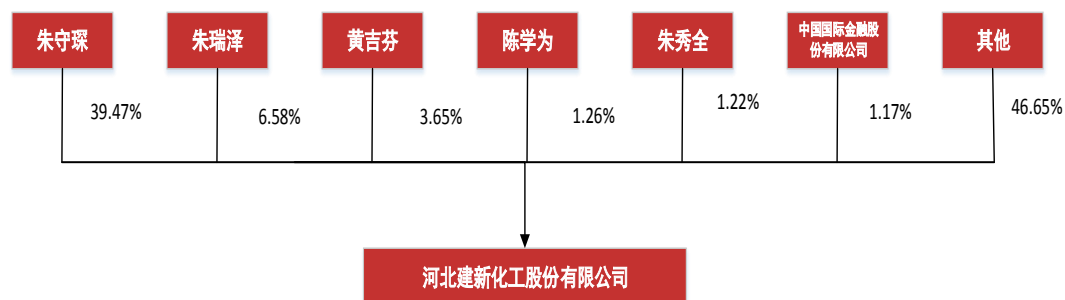 朱守琛
朱瑞泽
黄吉芬
陈学为
朱秀全
中国国际金融股
份有限公司
其他
39.47%
6.58%
3.65%
1.26%
1.22%
1.17%
46.65%
河北建新化工股份有限公司